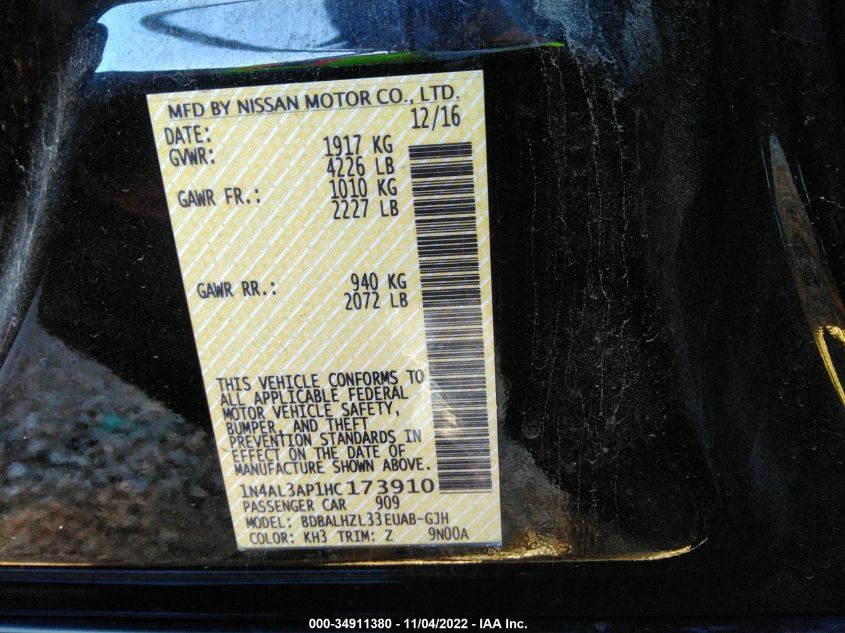 MFD BY NISSAN MOTOR CO., LTD.
DATE: 12/16
GVWR: 1917 KG
4226 LB
GAWR FR.: 1010 KG
2227 LB
GAWR RR.: 940 KG
2072 LB
THIS VEHICLE CONFORMS TO
ALL APPLICABLE FEDERAL
MOTOR VEHICLE SAFETY,
BUMPER, AND THEFT
PREVENTION STANDARDS IN
EFFECT ON THE DATE OF
MANUFACTURE SHOWN ABOVE.
1N4AL3AP1HC173910
PASSENGER CAR 909
MODEL: BDBALHZL33EUAB-GJH
COLOR: KH3 TRIM: Z 9N00A
000-34911380 - 11/04/2022 - IAA Inc.